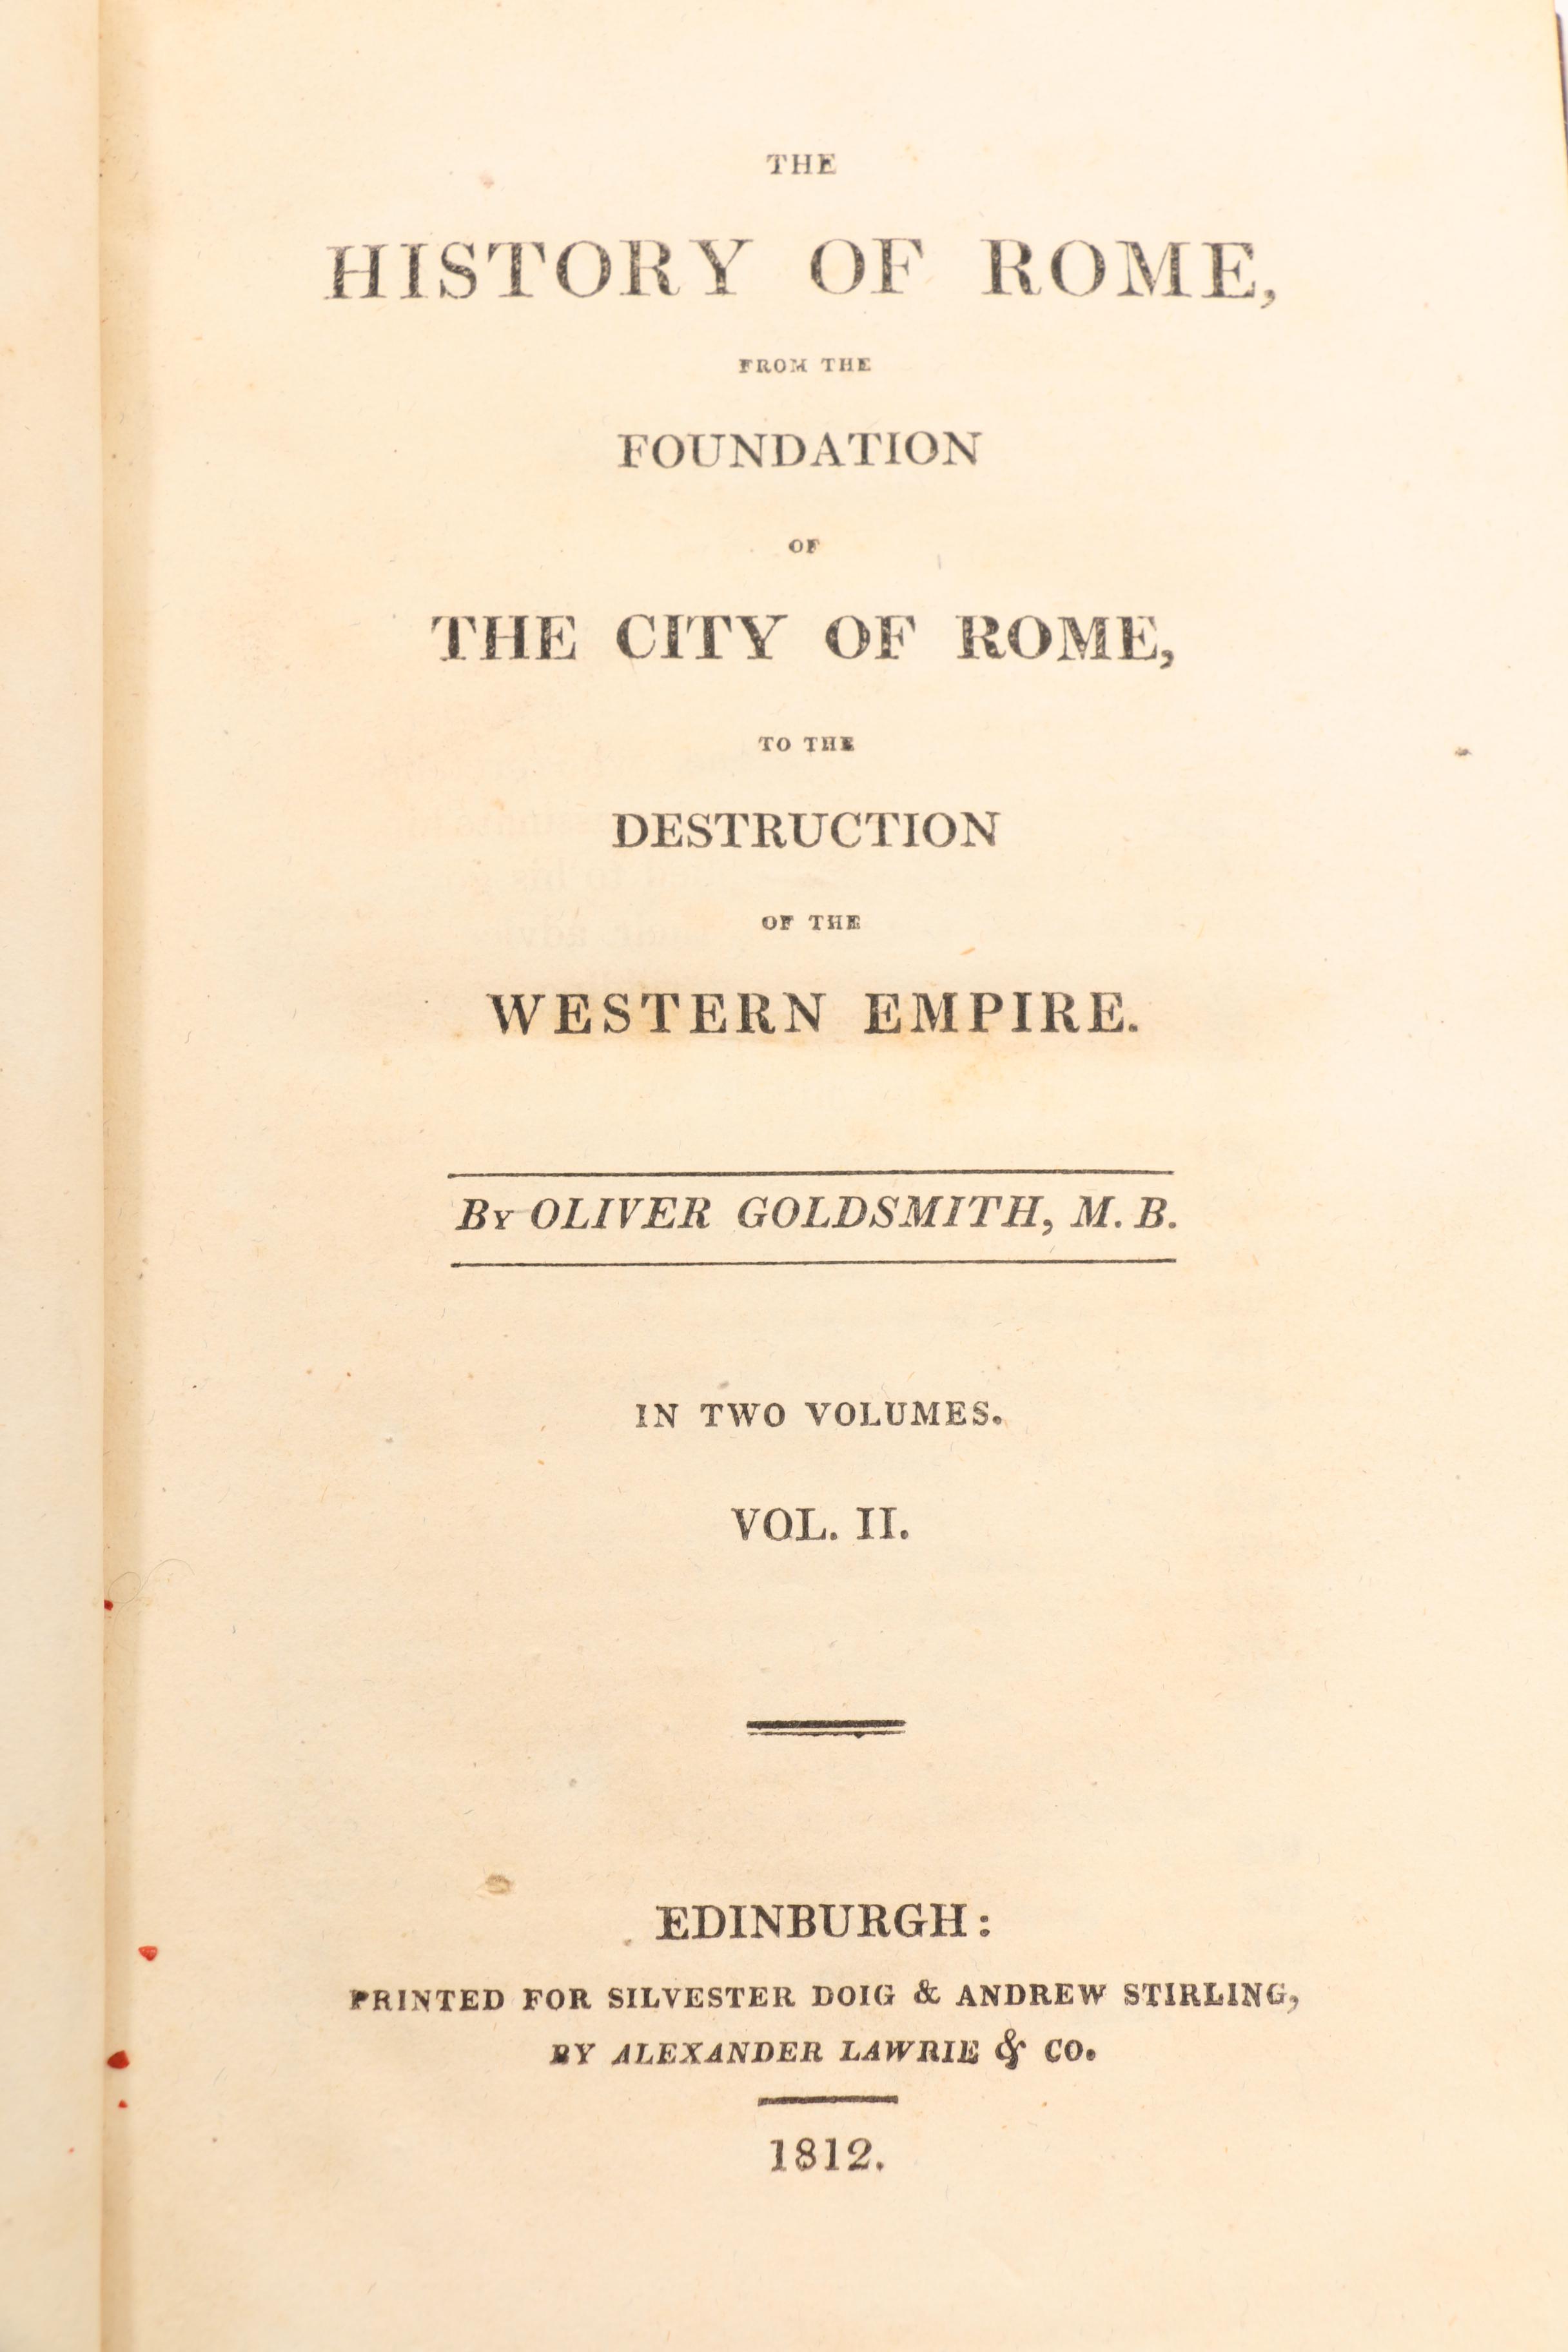 THE
HISTORY OF ROME,
FROM THE
FOUNDATION
OF
THE CITY OF ROME,
TO THE
DESTRUCTION
OF THE
WESTERN EMPIRE.
By OLIVER GOLDSMITH, M. B.
IN TWO VOLUMES.
VOL. II.
EDINBURGH:
PRINTED FOR SILVESTER DOIG & ANDREW STIRLING,
BY ALEXANDER LAWRIE & CO.
1812.